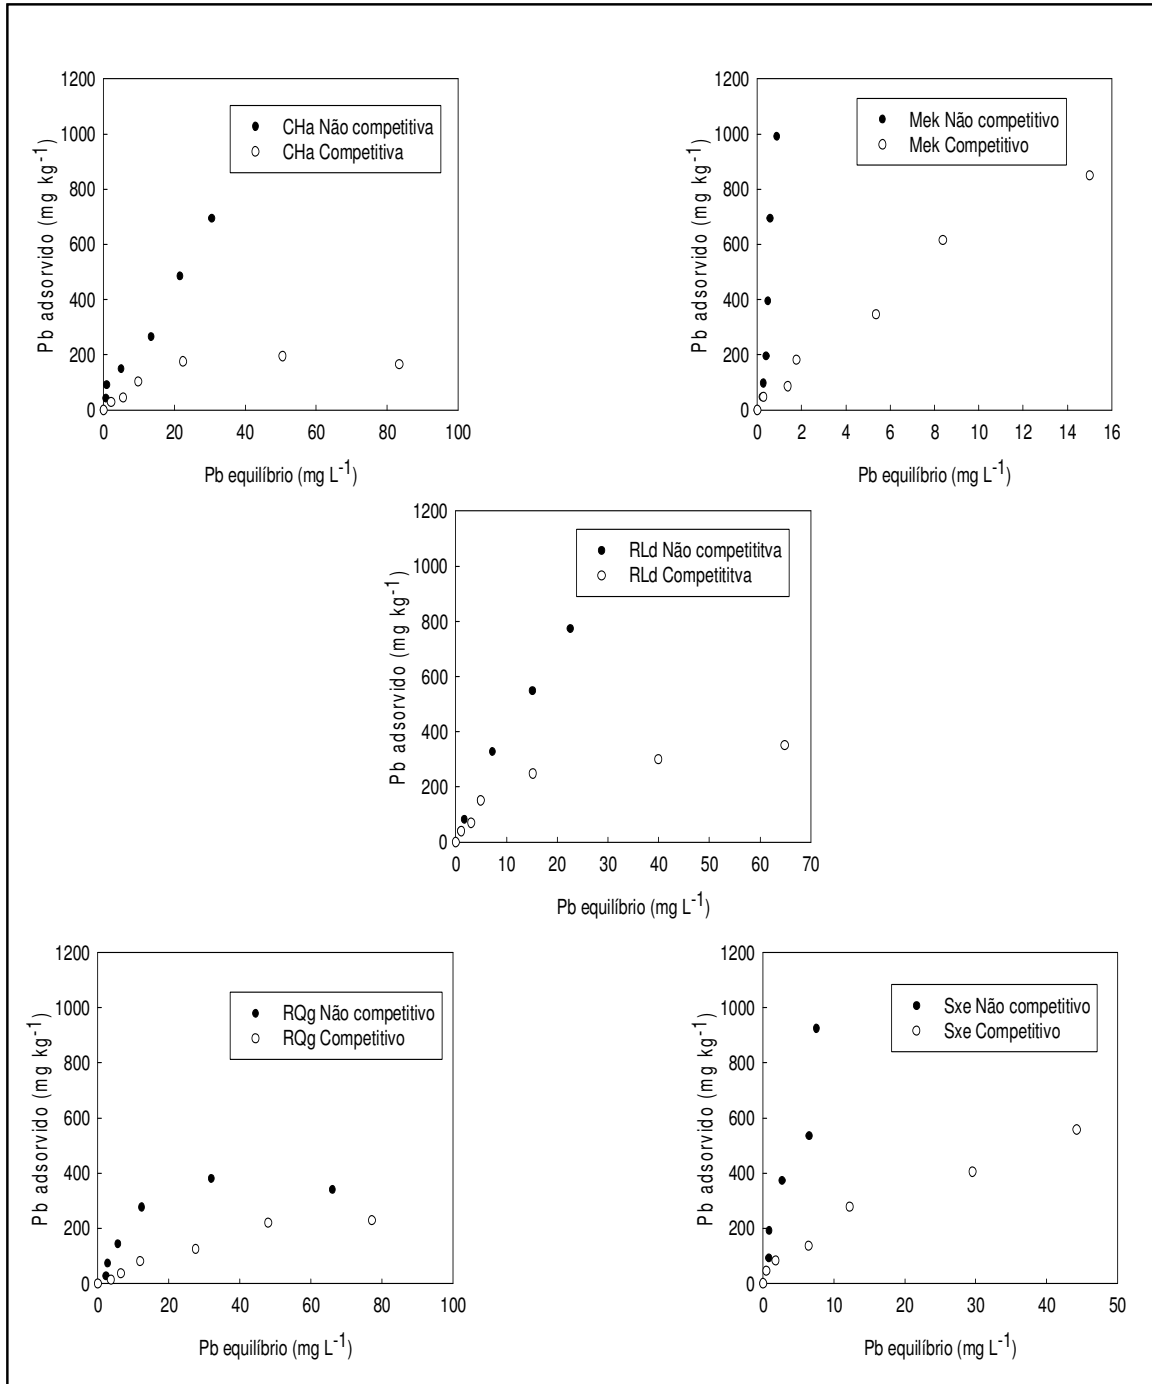 1200
1000
800
600
400
200
0
Pb adsorvido (mg kg-1)
CHa Não competitiva
CHa Competitiva
0 20 40 60 80 100
Pb equilíbrio (mg L-1)
1200
1000
800
600
400
200
0
Pb adsorvido (mg kg-1)
Mek Não competitivo
Mek Competitivo
0 2 4 6 8 10 12 14 16
Pb equilíbrio (mg L-1)
1200
1000
800
600
400
200
0
Pb adsorvido (mg kg-1)
RLd Não competititva
RLd Competititva
0 10 20 30 40 50 60 70
Pb equilíbrio (mg L-1)
1200
1000
800
600
400
200
0
Pb adsorvido (mg kg-1)
RQg Não competitivo
RQg Competitivo
0 20 40 60 80 100
Pb equilíbrio (mg L-1)
1200
1000
800
600
400
200
0
Pb adsorvido (mg kg-1)
Sxe Não competitivo
Sxe Competitivo
0 10 20 30 40 50
Pb equilíbrio (mg L-1)